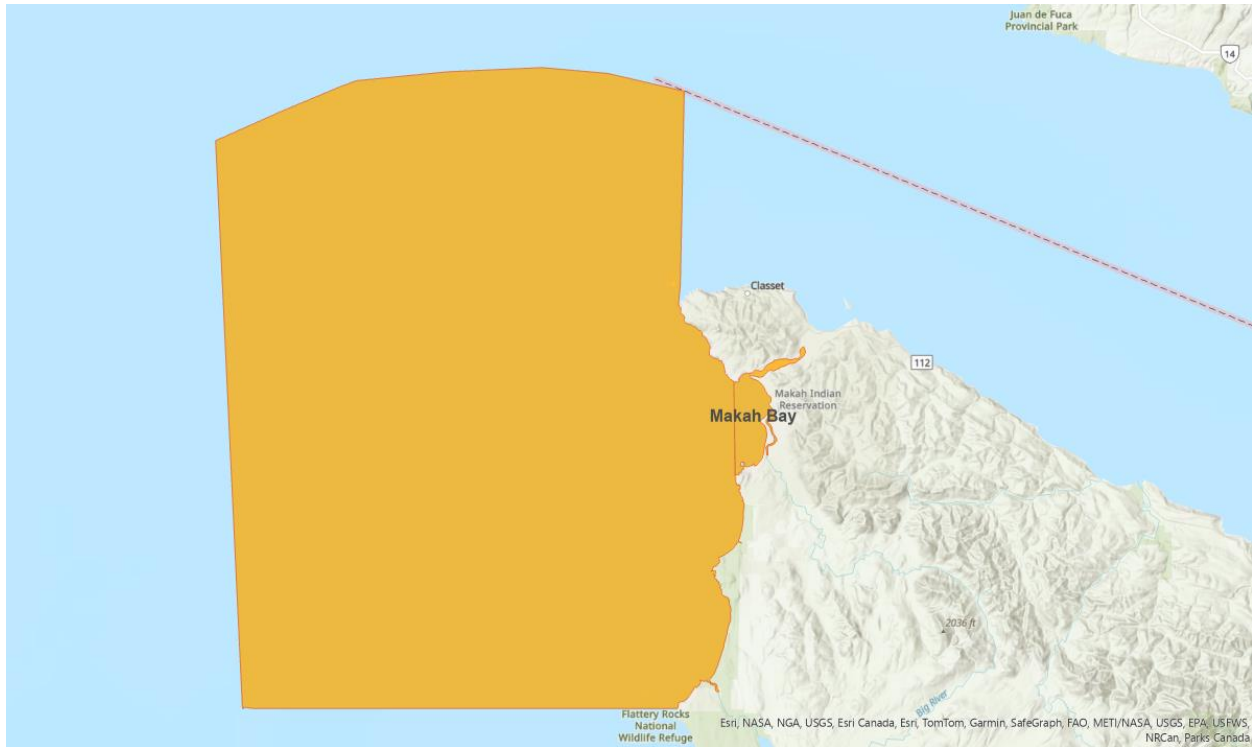 Juan de Fuca
Provincial Park
14
Classet
112
Makah Indian
Reservation
Makah Bay
2036 ft
Big River
Flattery Rocks
National
Wildlife Refuge
Esri, NASA, NGA, USGS, Esri Canada, Esri, TomTom, Garmin, SafeGraph, FAO, METI/NASA, USGS, EPA, USFWS,
NRCan, Parks Canada